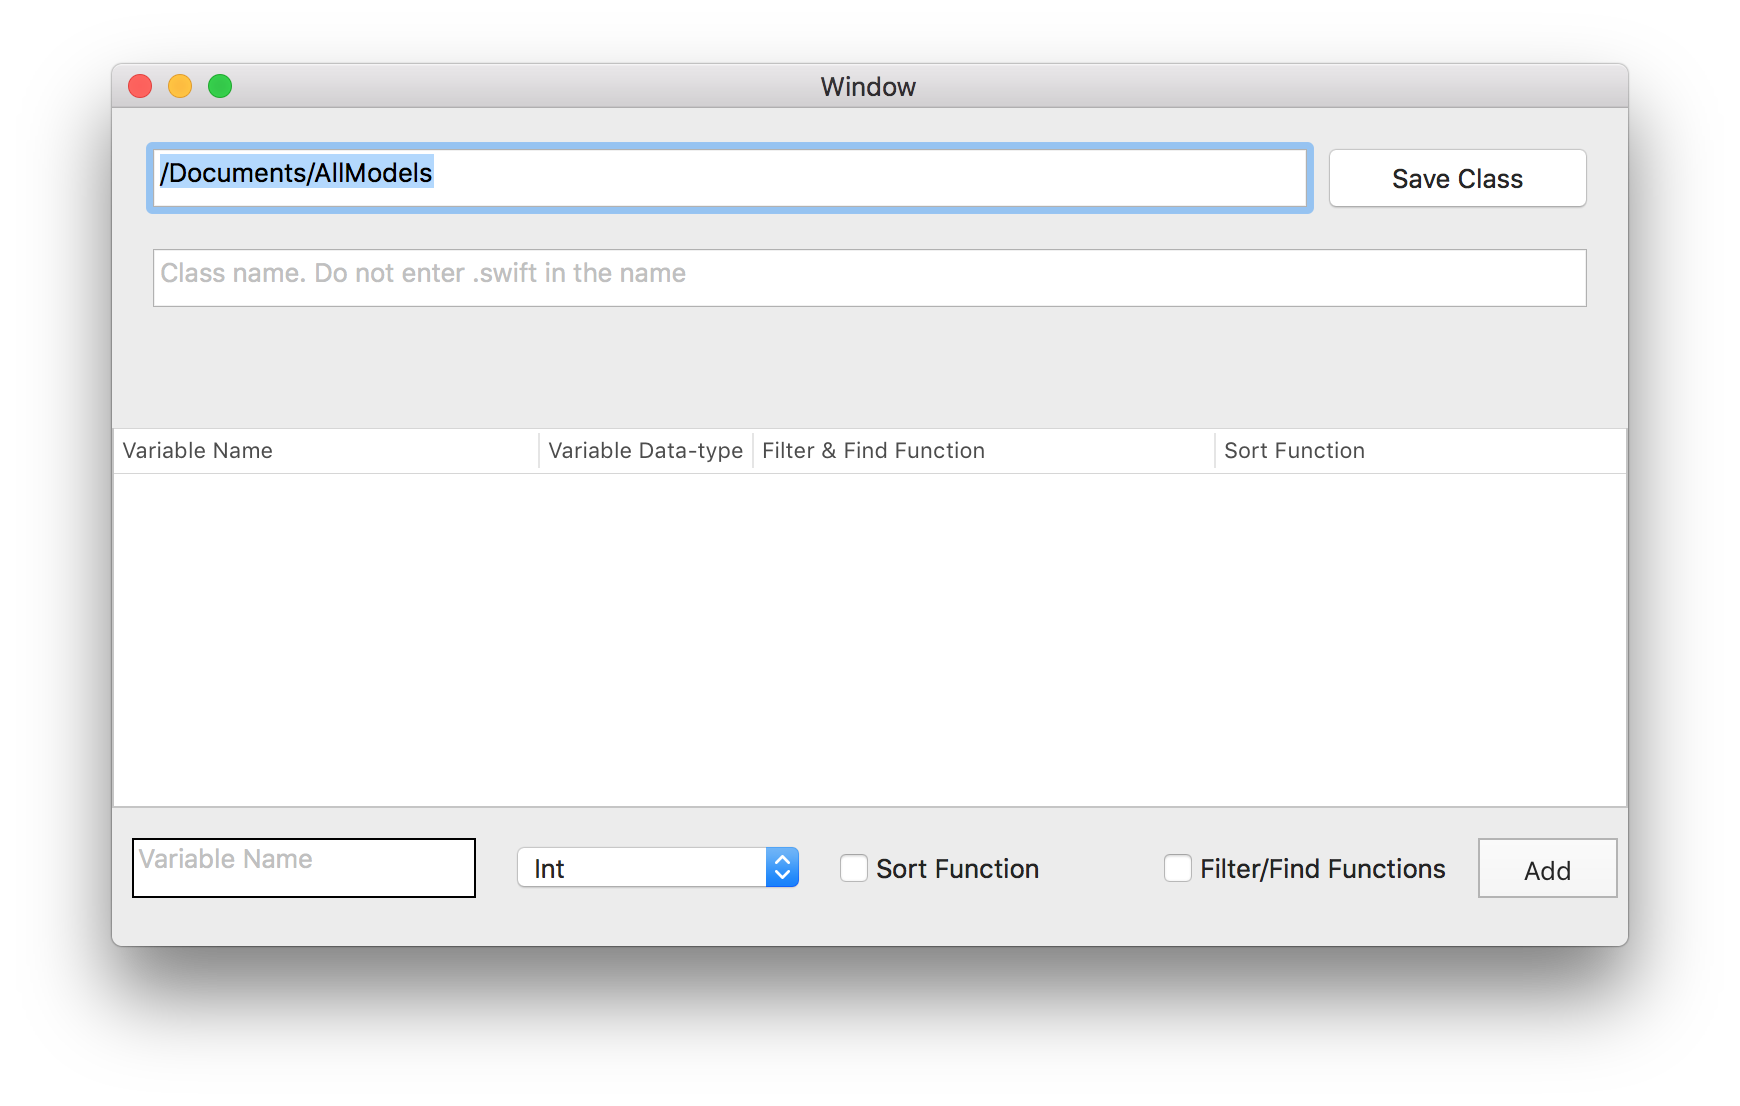 Window
/Documents/AllModels
Save Class
Class name. Do not enter .swift in the name
Variable Name Variable Data-type Filter & Find Function Sort Function
Variable Name Int Sort Function Filter/Find Functions Add